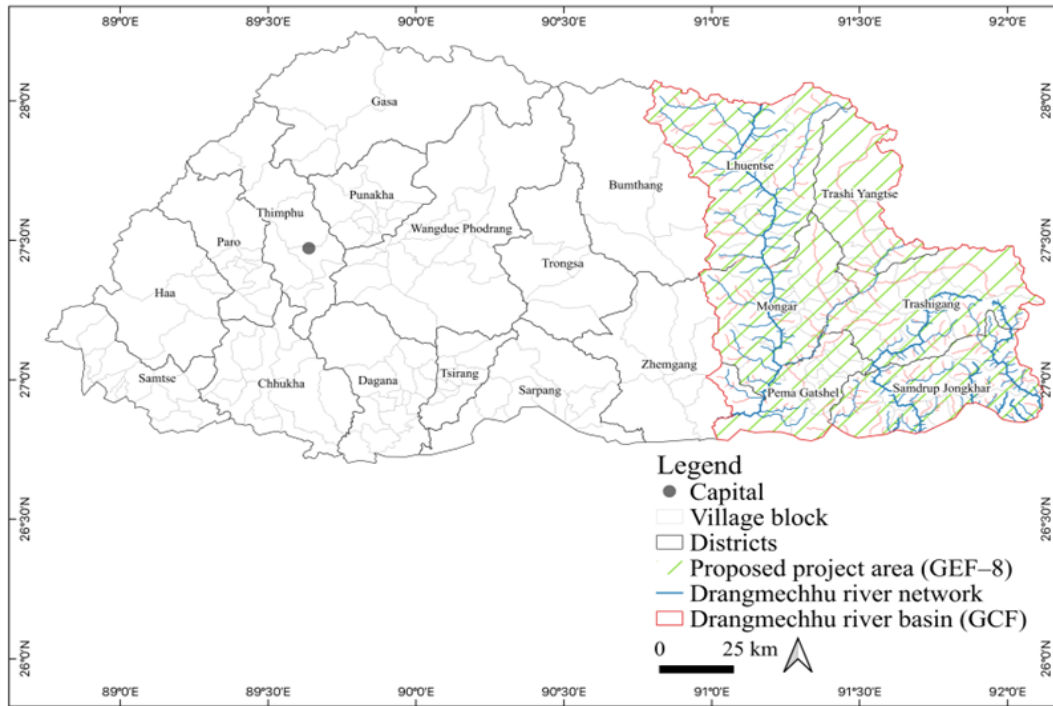 89°0'E 89°30'E 90°0'E 90°30'E 91°0'E 91°30'E 92°0'E
28°0'N 28°0'N
Gasa
Lhuentse
Punakha Bumthang Trashi Yangtse
Thimphu
Wangdue Phodrang
27°30'N Paro 27°30'N
Trongsa
Haa
Mongar Trashigang
Zhemgang
27°0'N Samtse Chhukha Dagana Tsirang Sarpang Pema Gatshel Samdrup Jongkhar 27°0'N
Legend
Capital
26°30'N Village block 26°30'N
Districts
Proposed project area (GEF–8)
Drangmechhu river network
Drangmechhu river basin (GCF)
26°0'N 0 25 km 26°0'N
89°0'E 89°30'E 90°0'E 90°30'E 91°0'E 91°30'E 92°0'E